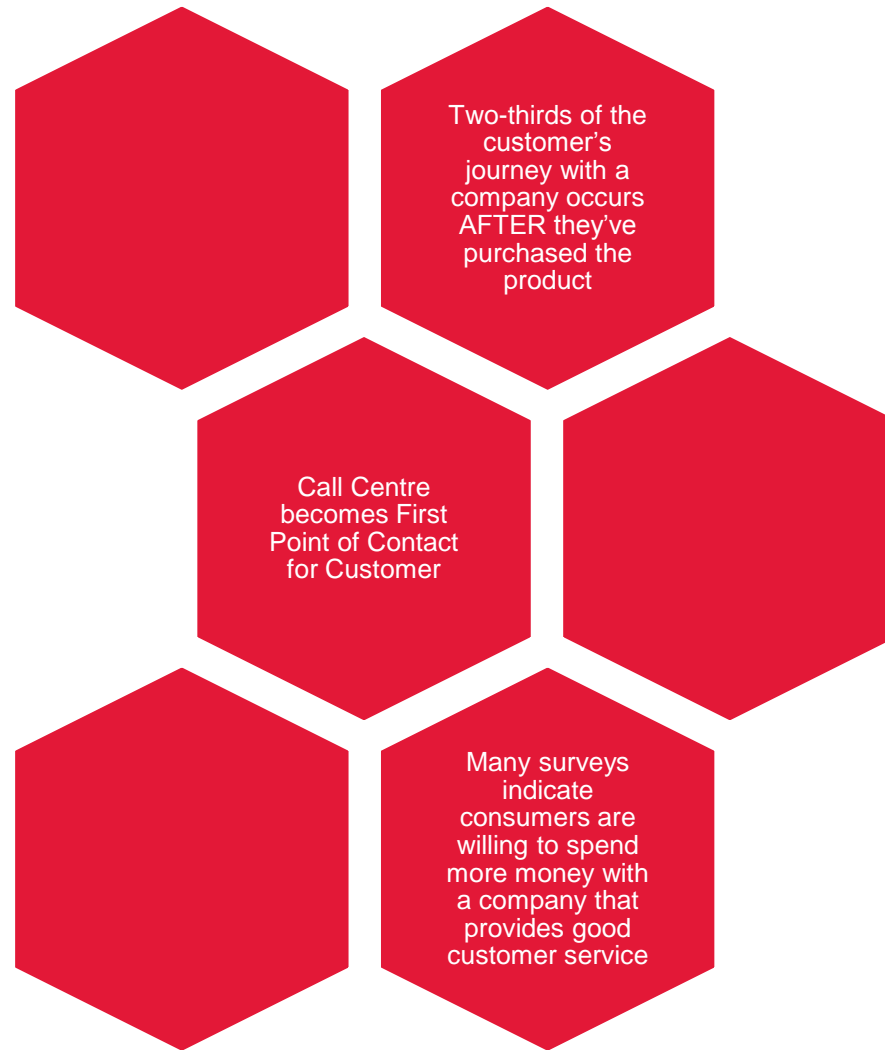 Two-thirds of the
customer’s
journey with a
company occurs
AFTER they’ve
purchased the
product
Call Centre
becomes First
Point of Contact
for Customer
Many surveys
indicate
consumers are
willing to spend
more money with
a company that
provides good
customer service